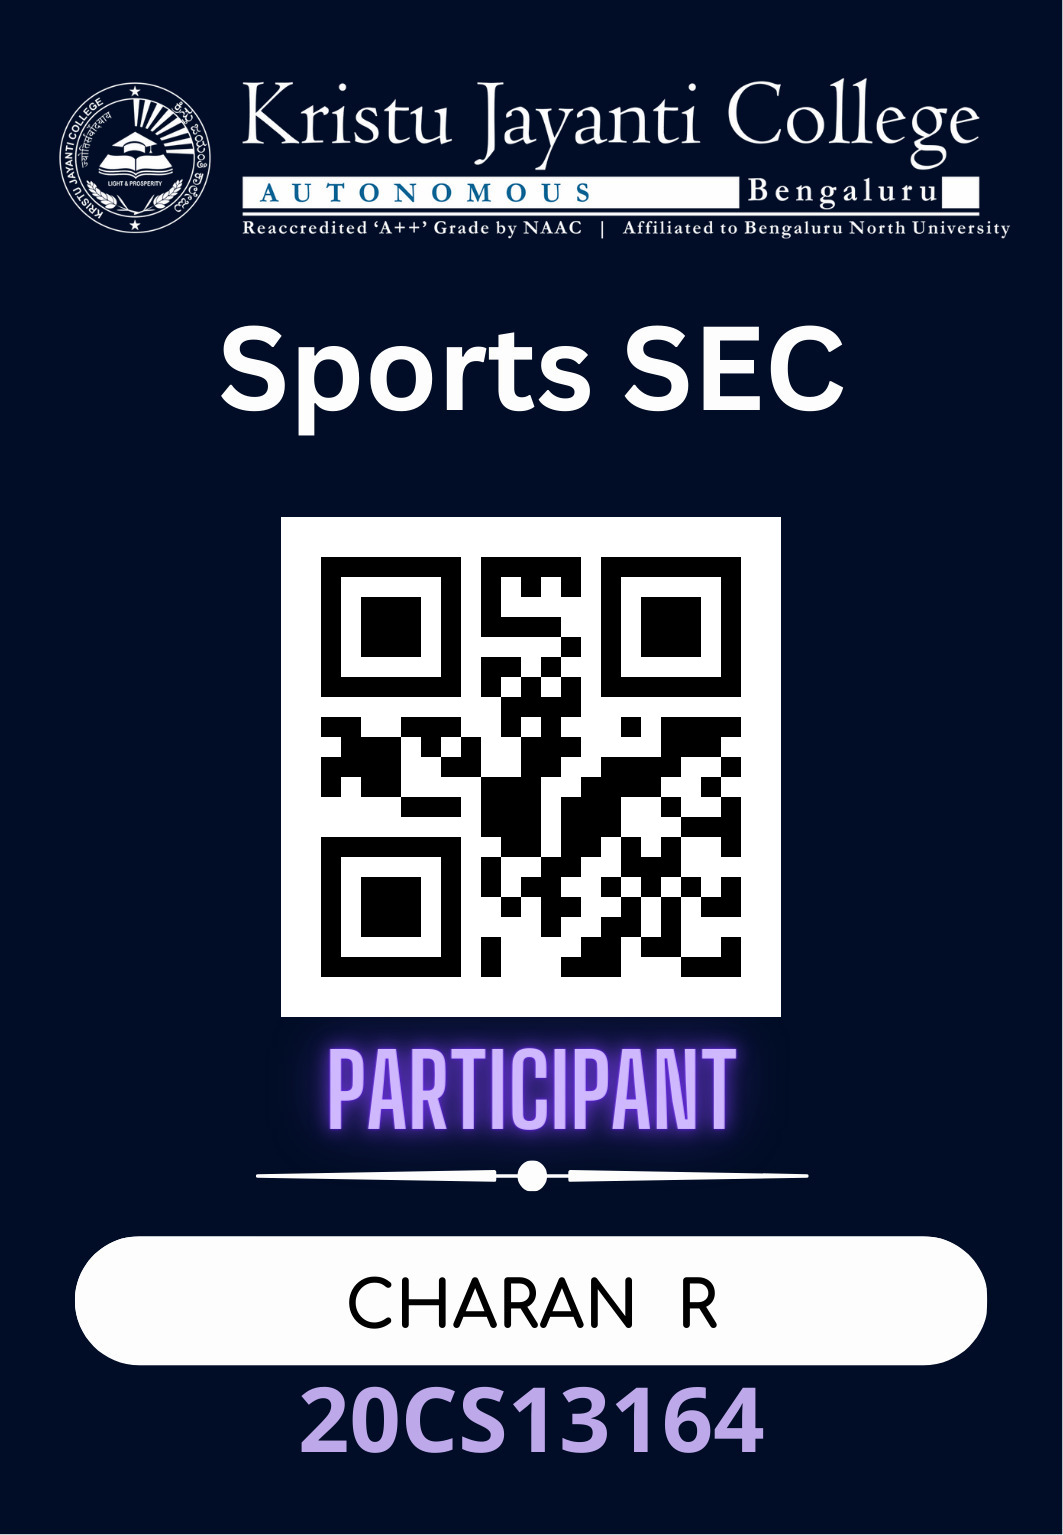 KRISTU JAYANTI COLLEGE
ಕ್ರಿಸ್ತು ಜಯಂತಿ ಕಾಲೇಜು
LIGHT & PROSPERITY
Kristu Jayanti College
AUTONOMOUS Bengaluru
Reaccredited ‘A++’ Grade by NAAC | Affiliated to Bengaluru North University
Sports SEC
PARTICIPANT
CHARAN R
20CS13164